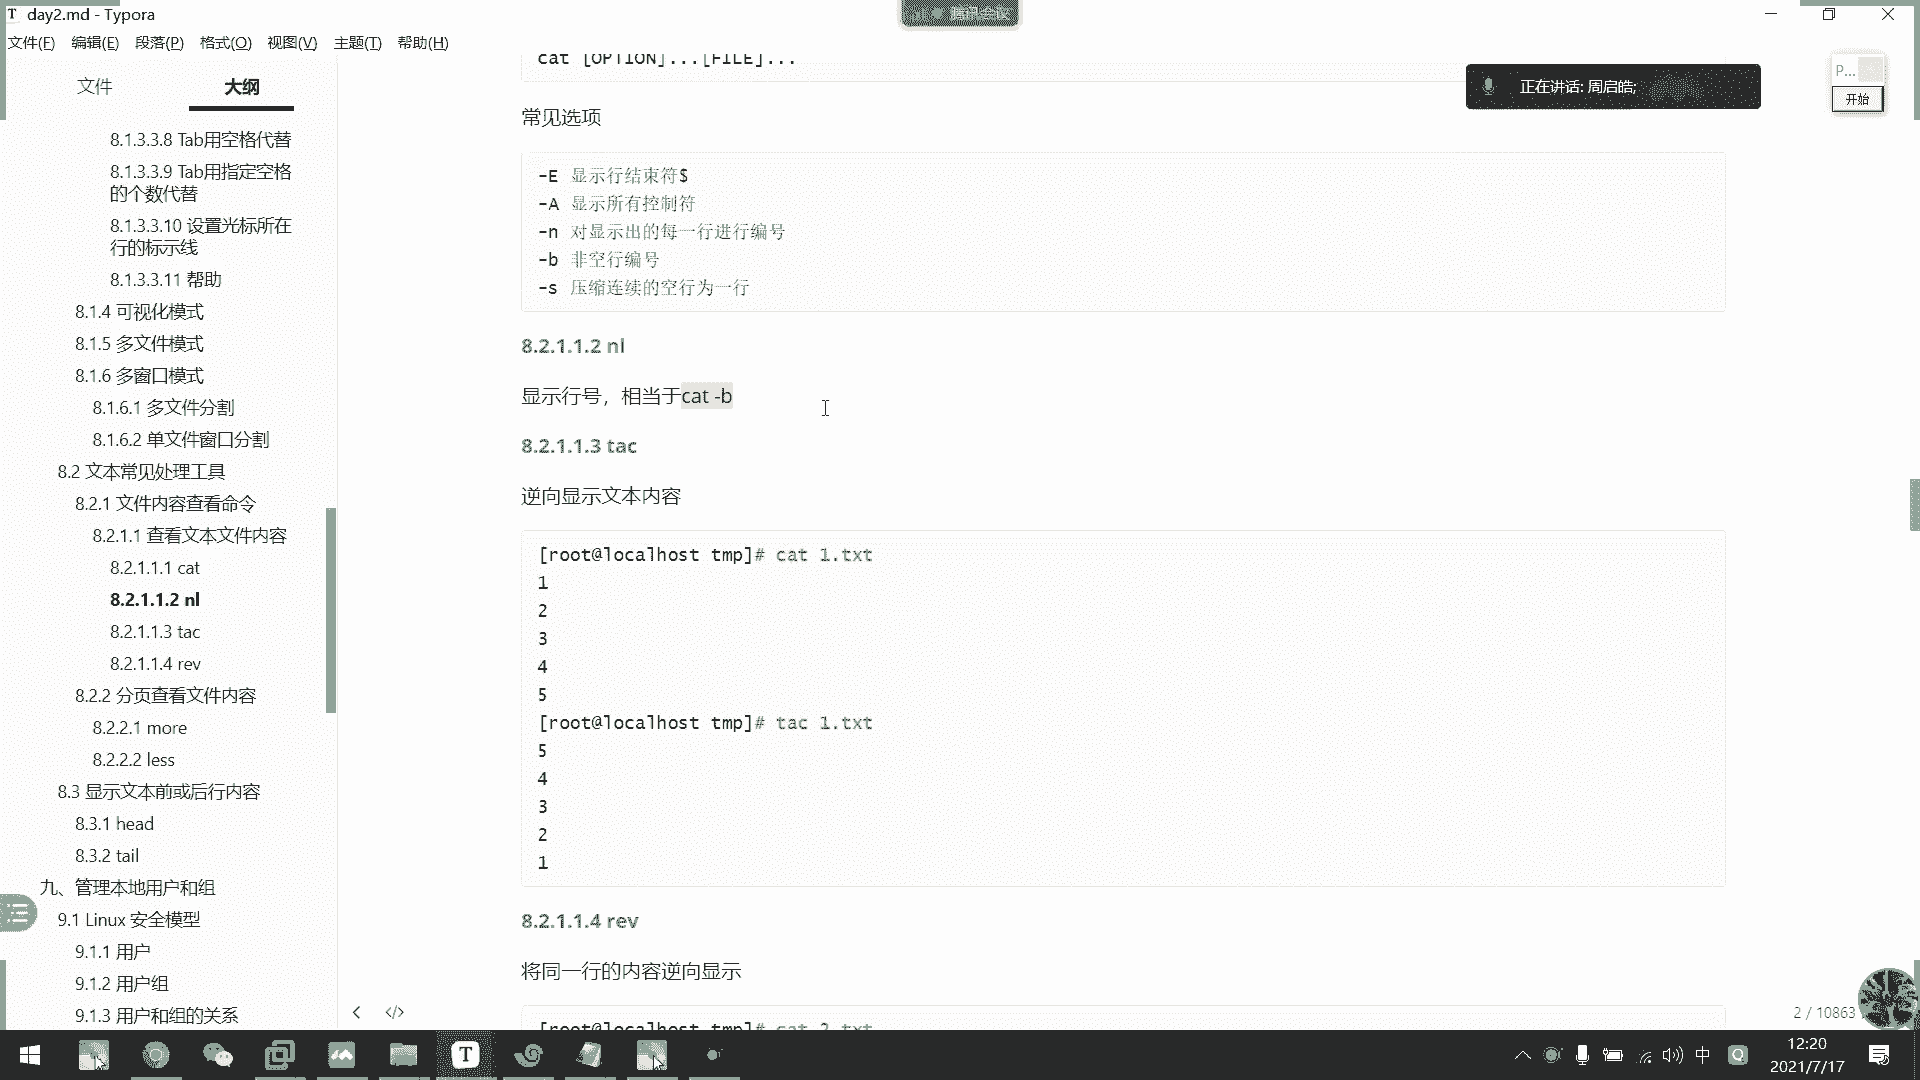 day2.md - Typora
腾讯会议
文件(F) 编辑(E) 段落(P) 格式(O) 视图(V) 主题(T) 帮助(H)
文件 大纲
8.1.3.3.8 Tab用空格代替
8.1.3.3.9 Tab用指定空格
的个数代替
8.1.3.3.10 设置光标所在
行的标示线
8.1.3.3.11 帮助
8.1.4 可视化模式
8.1.5 多文件模式
8.1.6 多窗口模式
8.1.6.1 多文件分割
8.1.6.2 单文件窗口分割
8.2 文本常见处理工具
8.2.1 文件内容查看命令
8.2.1.1 查看文本文件内容
8.2.1.1.1 cat
8.2.1.1.2 nl
8.2.1.1.3 tac
8.2.1.1.4 rev
8.2.2 分页查看文件内容
8.2.2.1 more
8.2.2.2 less
8.3 显示文本前或后行内容
8.3.1 head
8.3.2 tail
九、管理本地用户和组
9.1 Linux 安全模型
9.1.1 用户
9.1.2 用户组
9.1.3 用户和组的关系
cat [OPTION]...[FILE]...
正在讲话: 周启皓;
P...
开始
常见选项
-E 显示行结束符$
-A 显示所有控制符
-n 对显示出的每一行进行编号
-b 非空行编号
-s 压缩连续的空行为一行
8.2.1.1.2 nl
显示行号，相当于cat -b
8.2.1.1.3 tac
逆向显示文本内容
[root@localhost tmp]# cat 1.txt
1
2
3
4
5
[root@localhost tmp]# tac 1.txt
5
4
3
2
1
8.2.1.1.4 rev
将同一行的内容逆向显示
[root@localhost tmp]# cat 2.txt
2 / 10863
中
12:20
2021/7/17